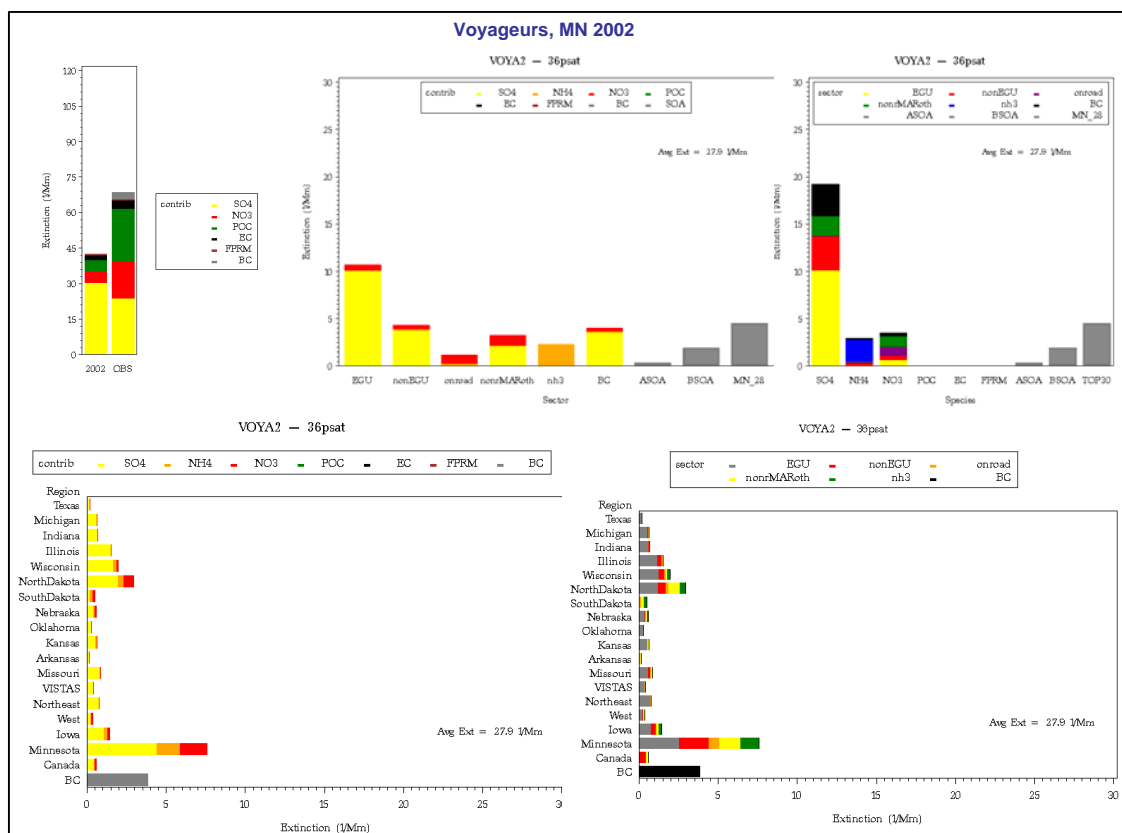 Voyageurs, MN 2002
120
105
90
75
60
45
30
15
0
Extinction (1/Mm)
2002 OBS
contrib SO4
NO3
POC
EC
FPRM
BC
VOYA2 - 36psat
contrib SO4 NH4 NO3 POC
EC FPRM BC SOA
Avg Ext = 27.9 1/Mm
30
25
20
15
10
5
0
Extinction (1/Mm)
EGU nonEGU onroad nonrMARoth nh3 BC ASOA BSOA MN_28
Sector
VOYA2 - 36psat
sector EGU nonEGU onroad
nonrMARoth nh3 BC
ASOA BSOA MN_28
Avg Ext = 27.9 1/Mm
30
25
20
15
10
5
0
Extinction (1/Mm)
SO4 NH4 NO3 POC EC FPRM ASOA BSOA TOP30
Species
VOYA2 - 36psat
contrib SO4 NH4 NO3 POC EC FPRM BC
Region
Texas
Michigan
Indiana
Illinois
Wisconsin
NorthDakota
SouthDakota
Nebraska
Oklahoma
Kansas
Arkansas
Missouri
VISTAS
Northeast
West
Iowa
Minnesota
Canada
BC
Avg Ext = 27.9 1/Mm
0 5 10 15 20 25 30
Extinction (1/Mm)
VOYA2 - 36psat
sector EGU nonEGU onroad
nonrMARoth nh3 BC
Region
Texas
Michigan
Indiana
Illinois
Wisconsin
NorthDakota
SouthDakota
Nebraska
Oklahoma
Kansas
Arkansas
Missouri
VISTAS
Northeast
West
Iowa
Minnesota
Canada
BC
Avg Ext = 27.9 1/Mm
0 5 10 15 20 25 30
Extinction (1/Mm)